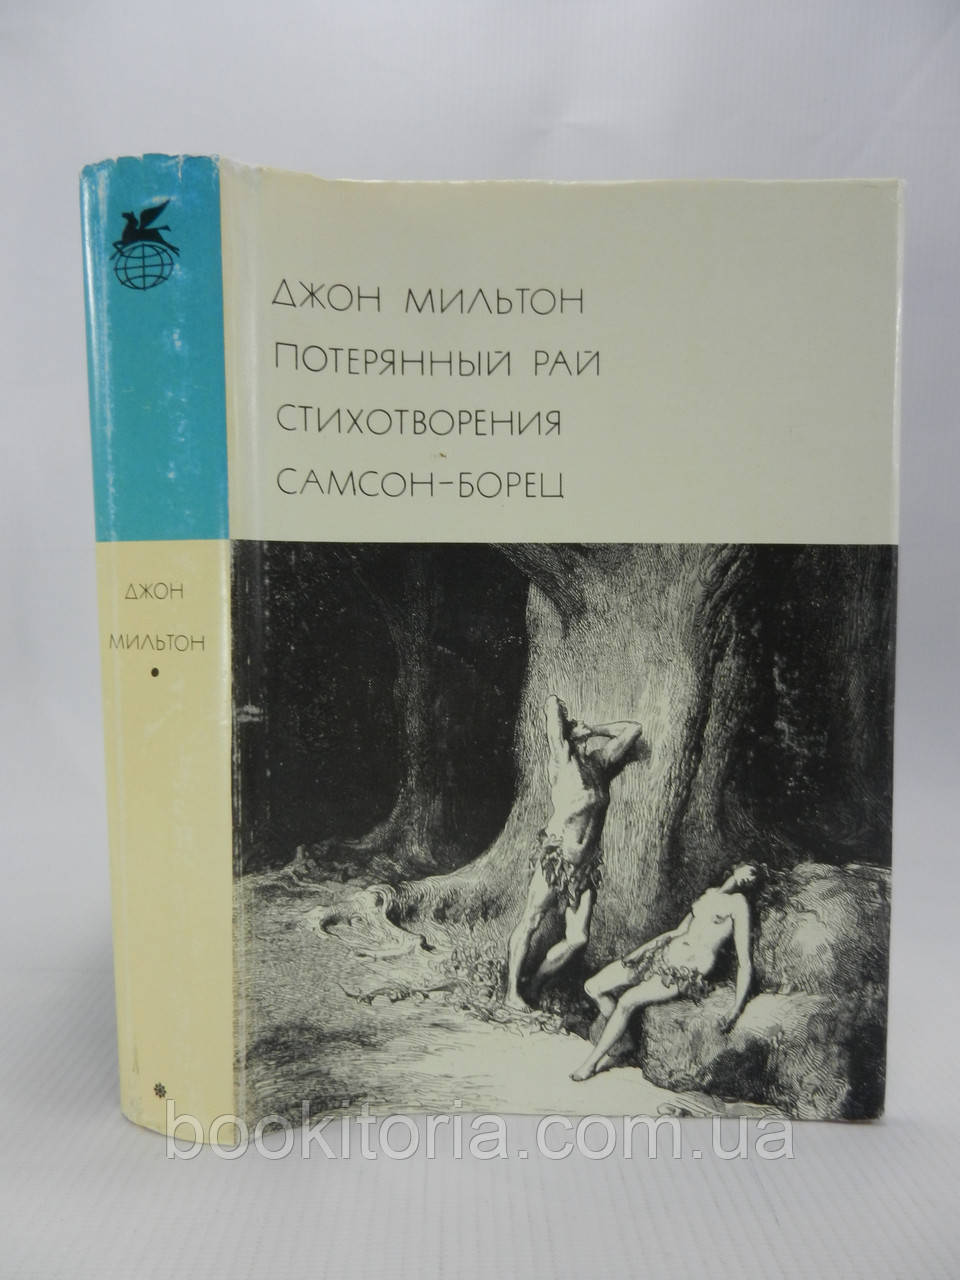 ДЖОН МИЛЬТОН
ПОТЕРЯННЫЙ РАЙ
СТИХОТВОРЕНИЯ
САМСОН-БОРЕЦ
ДЖОН
МИЛЬТОН
bookitoria.com.ua